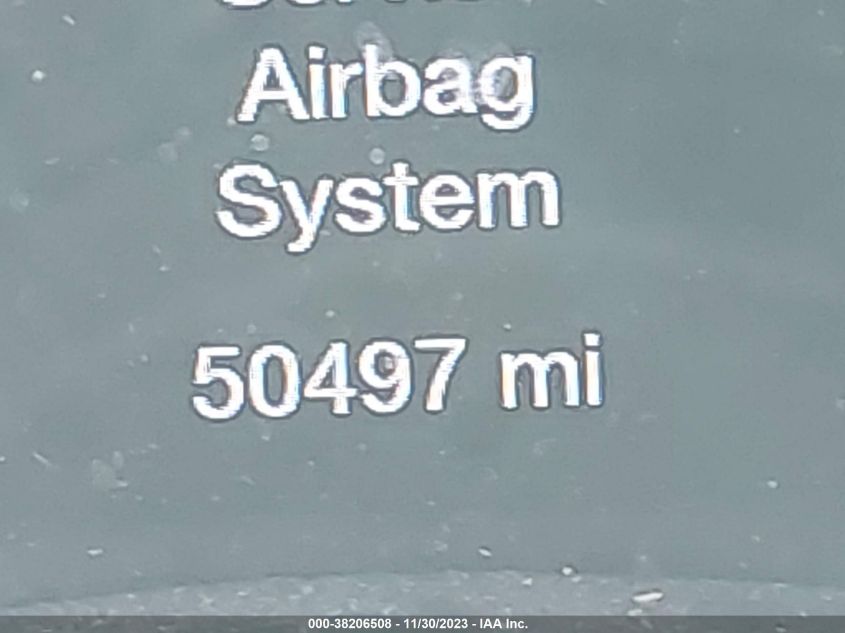 Airbag
System
50497 mi
000-38206508 - 11/30/2023 - IAA Inc.